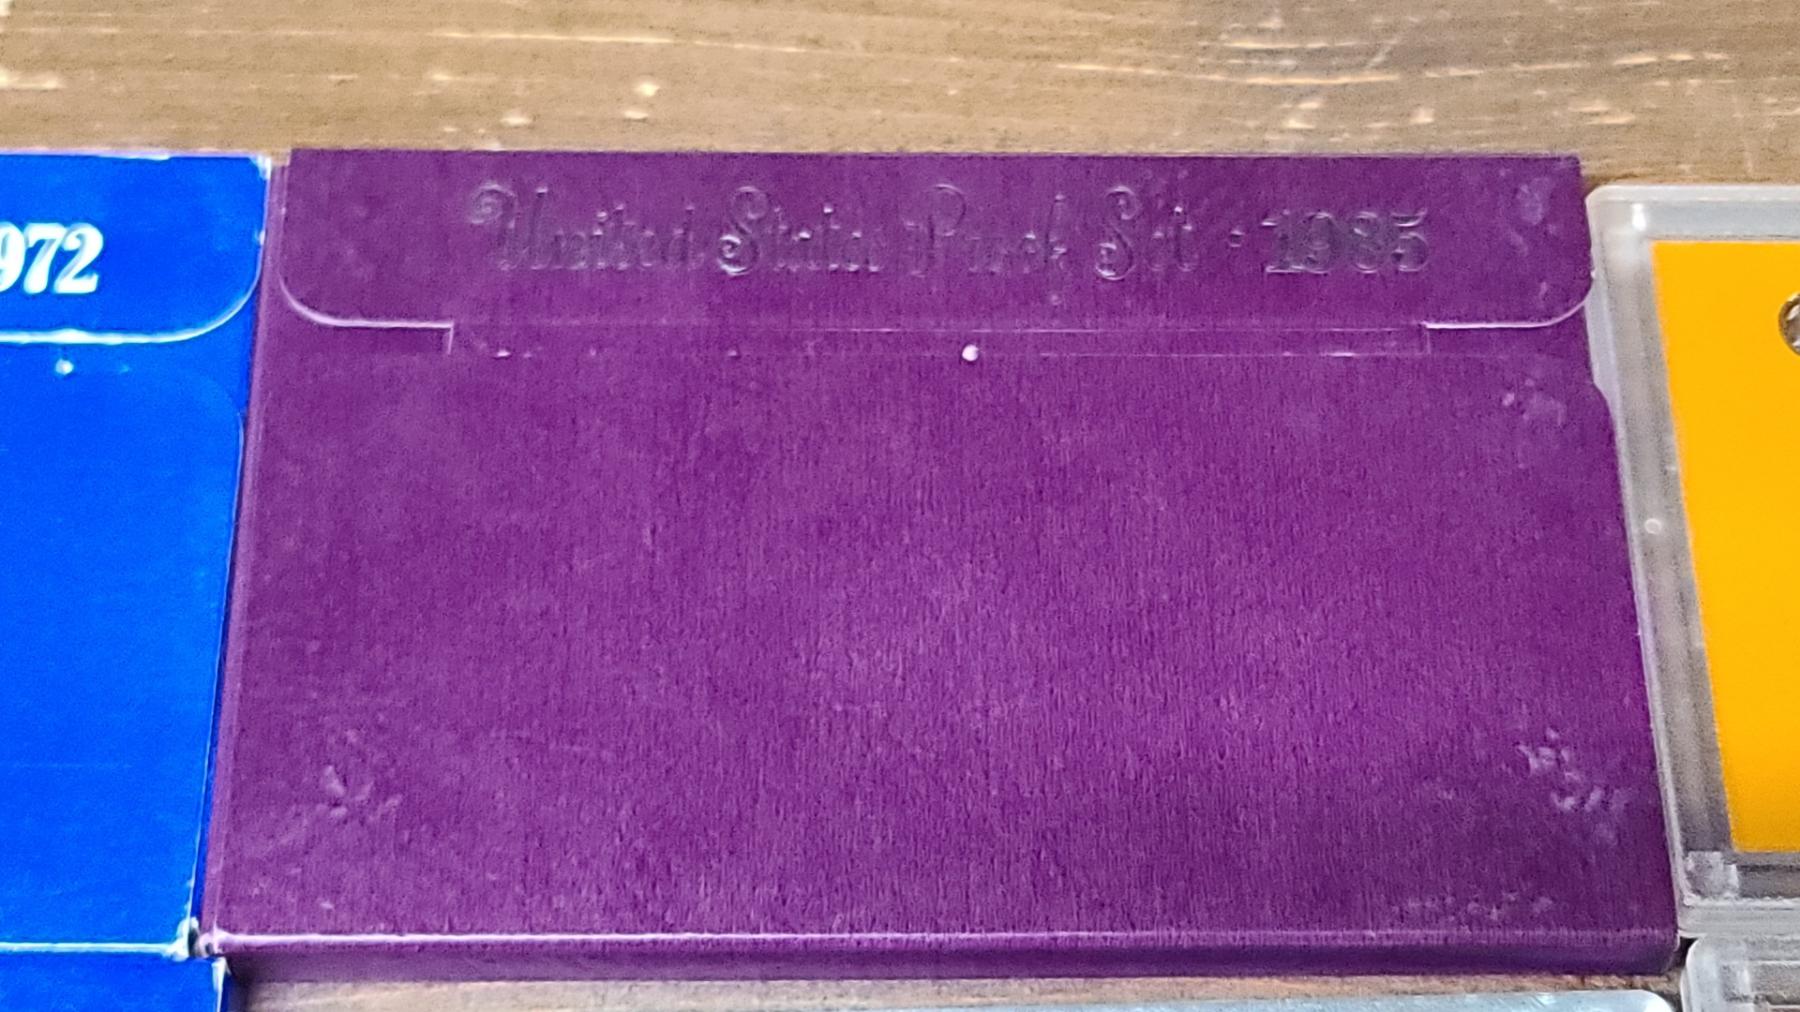 972
United States Proof Set · 1985